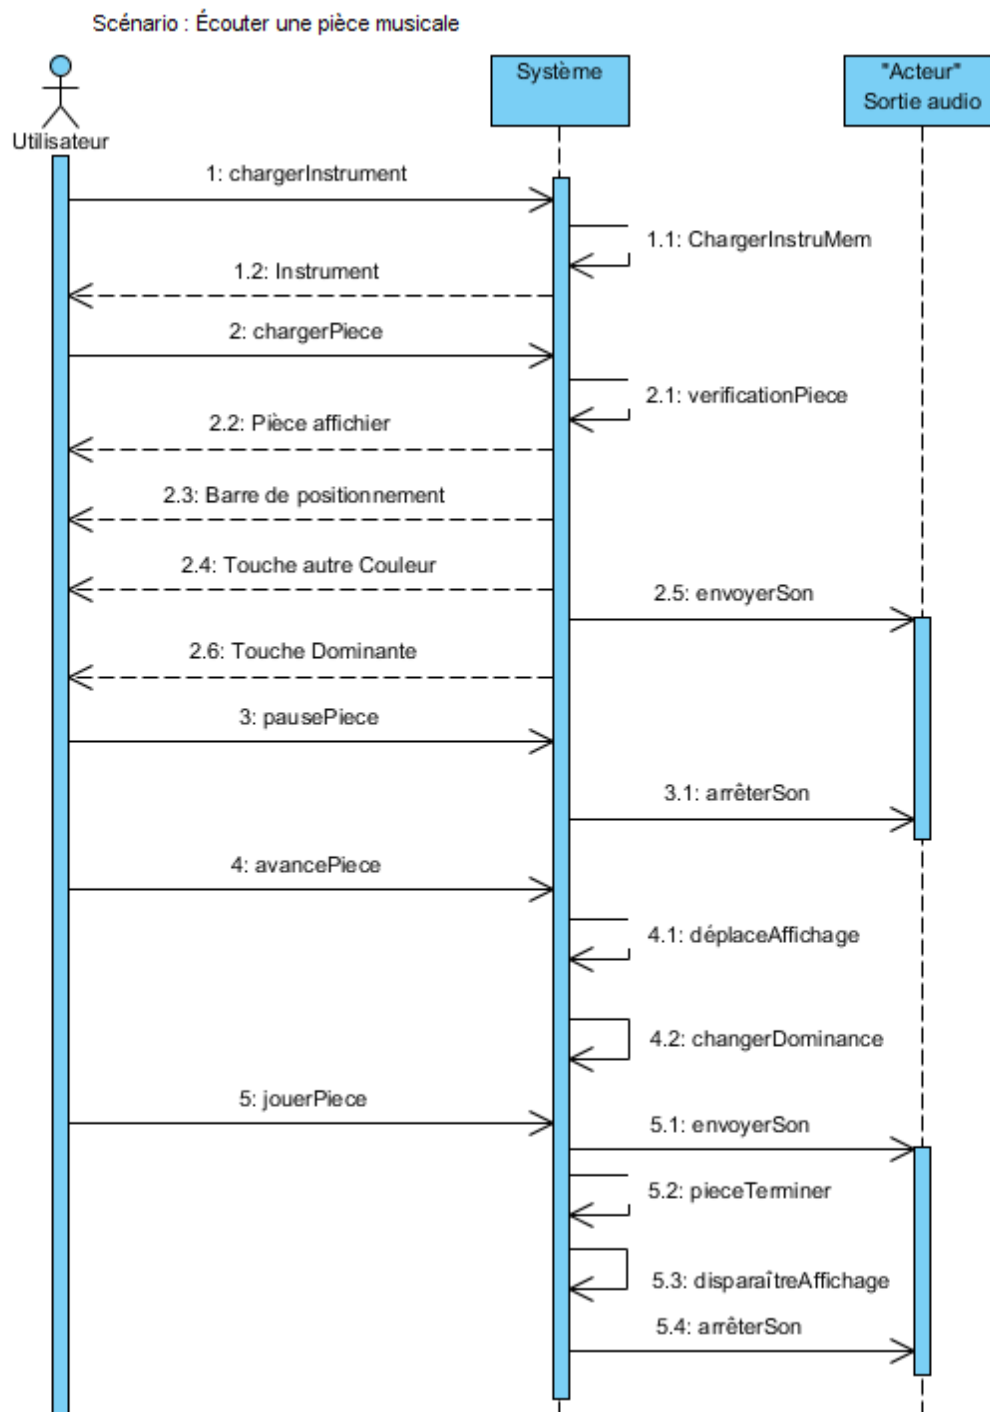 Scénario : Écouter une pièce musicale
Utilisateur
Système
"Acteur"
Sortie audio
1: chargerInstrument
1.1: ChargerInstruMem
1.2: Instrument
2: chargerPiece
2.1: verificationPiece
2.2: Pièce affichier
2.3: Barre de positionnement
2.4: Touche autre Couleur
2.5: envoyerSon
2.6: Touche Dominante
3: pausePiece
3.1: arrêterSon
4: avancePiece
4.1: déplaceAffichage
4.2: changerDominance
5: jouerPiece
5.1: envoyerSon
5.2: pieceTerminer
5.3: disparaîtreAffichage
5.4: arrêterSon